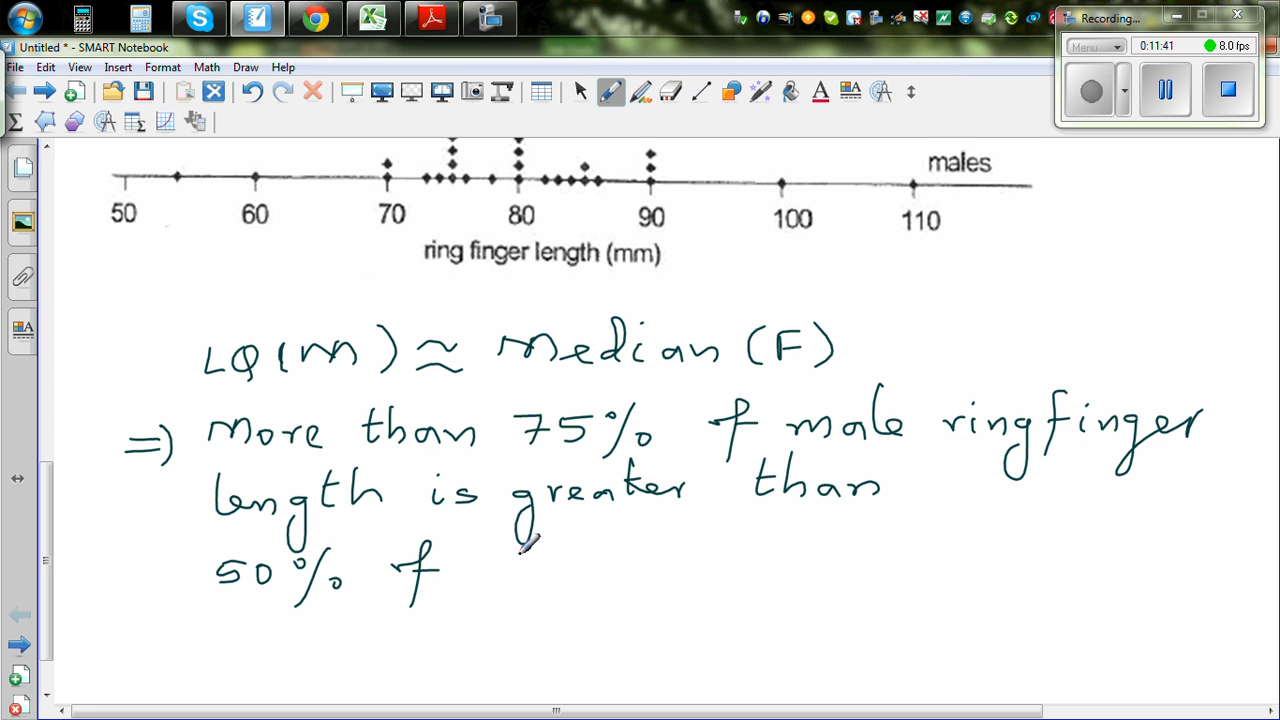 Untitled * - SMART Notebook
Recording...
File Edit View Insert Format Math Draw Help
Menu 0:11:41 8.0 fps
males
50 60 70 80 90 100 110
ring finger length (mm)
LQ(M) ≈ Median (F)
=) More than 75% of male ringfinger
length is greater than
50% of